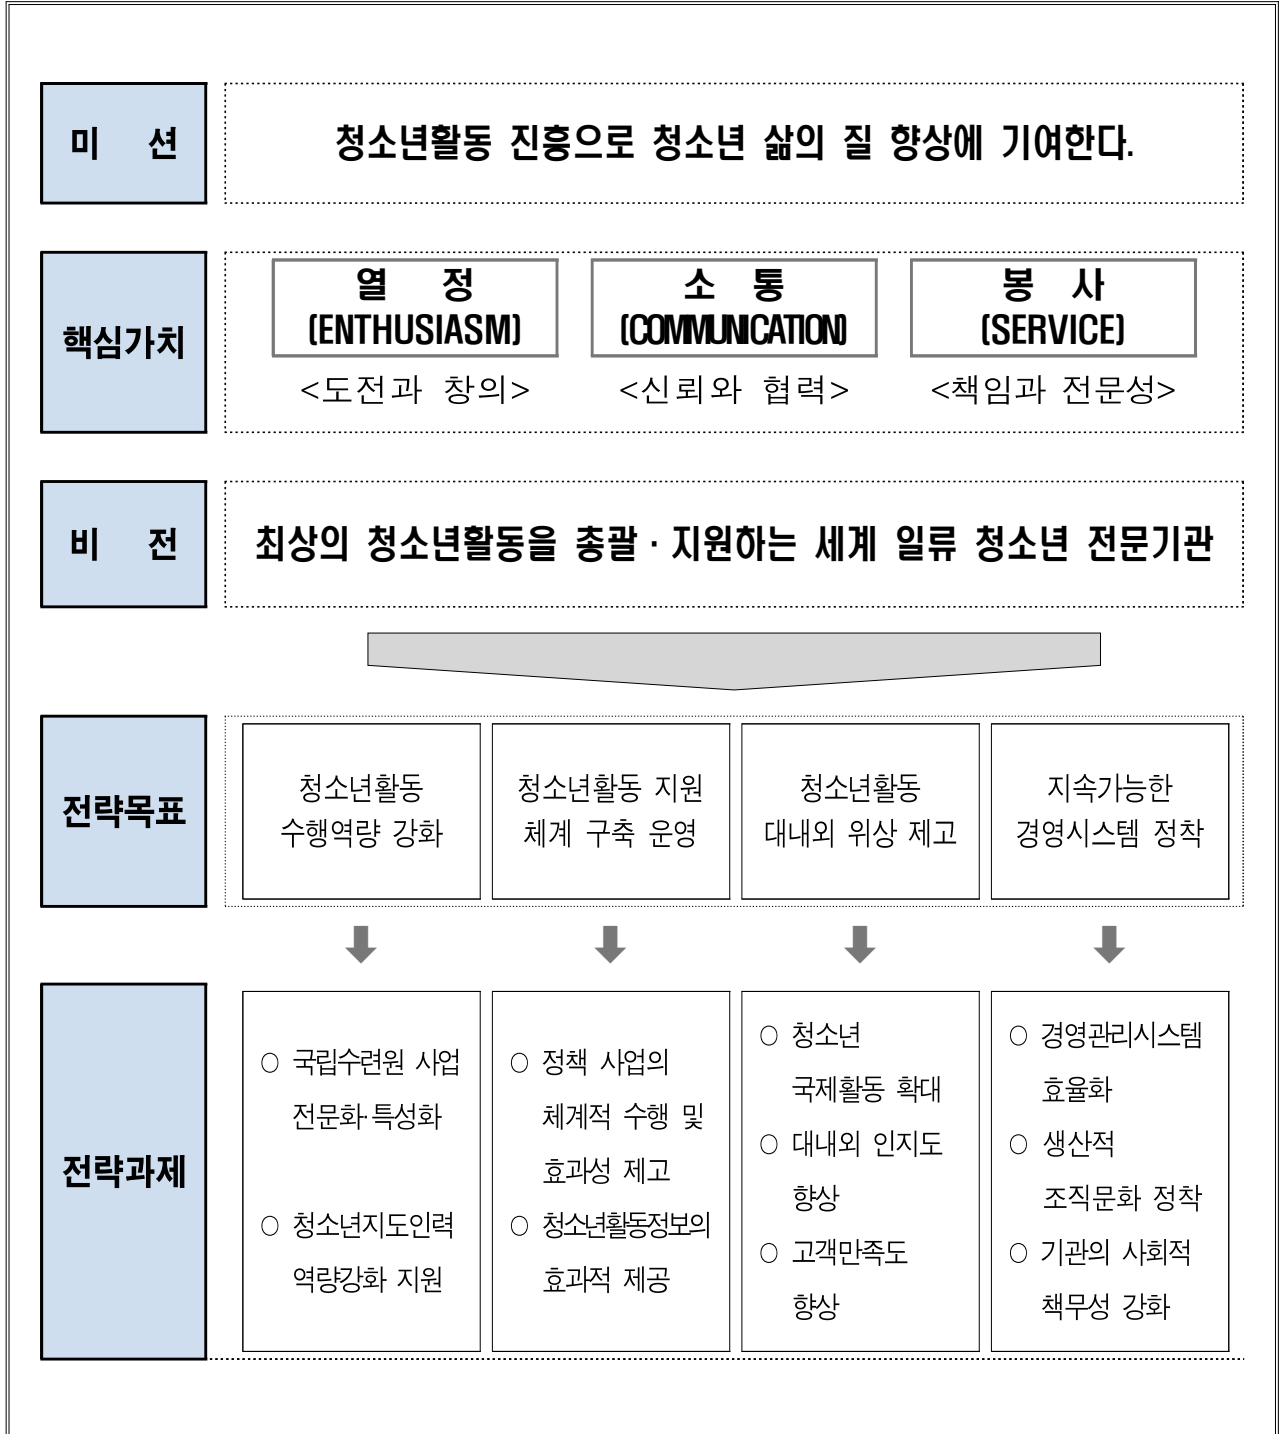 미 션
청소년활동 진흥으로 청소년 삶의 질 향상에 기여한다.
핵심가치
열 정
(ENTHUSIASM)
<도전과 창의>
소 통
(COMMUNICATION)
<신뢰와 협력>
봉 사
(SERVICE)
<책임과 전문성>
비 전
최상의 청소년활동을 총괄·지원하는 세계 일류 청소년 전문기관
전략목표
청소년활동
수행역량 강화
청소년활동 지원
체계 구축 운영
청소년활동
대내외 위상 제고
지속가능한
경영시스템 정착
전략과제
○ 국립수련원 사업
전문화·특성화
○ 청소년지도인력
역량강화 지원
○ 정책 사업의
체계적 수행 및
효과성 제고
○ 청소년활동정보의
효과적 제공
○ 청소년
국제활동 확대
○ 대내외 인지도
향상
○ 고객만족도
향상
○ 경영관리시스템
효율화
○ 생산적
조직문화 정착
○ 기관의 사회적
책무성 강화